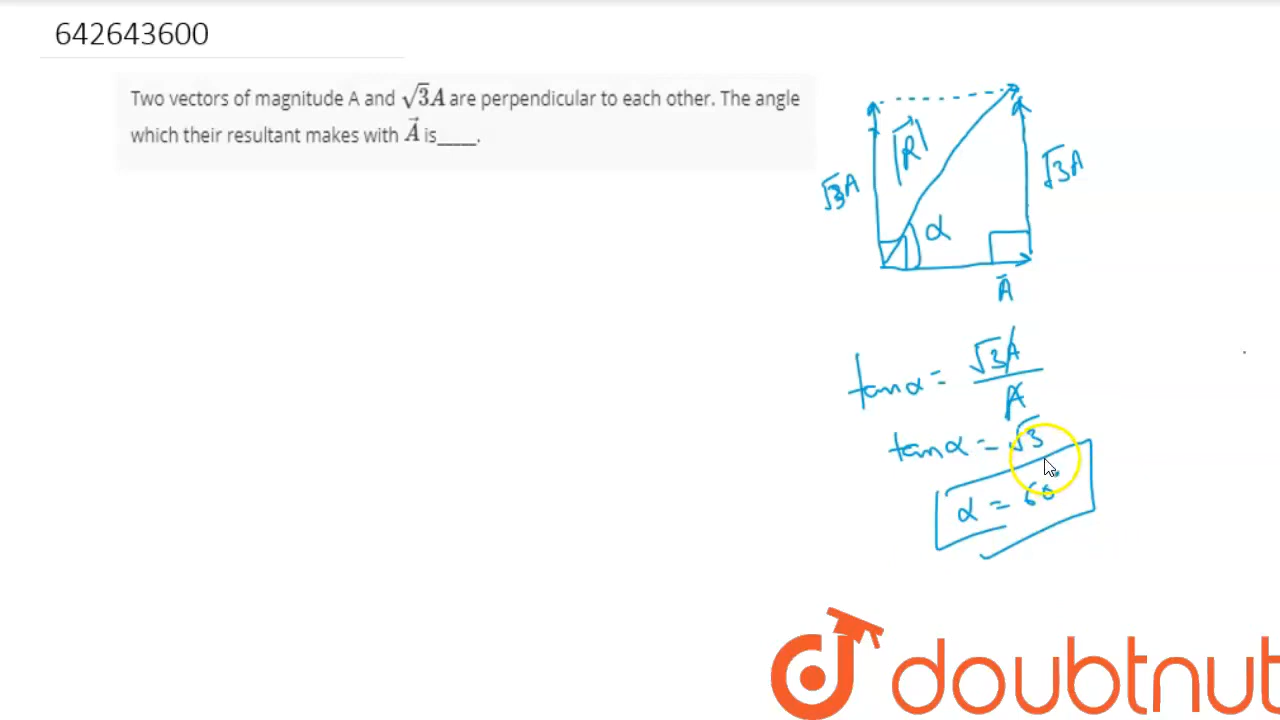 642643600
Two vectors of magnitude A and √3A are perpendicular to each other. The angle
which their resultant makes with A⃗ is____.
√3A
|R⃗|
α
√3A
A̅
tanα = √3A/A
tanα = √3
α = 60°
doubtnut